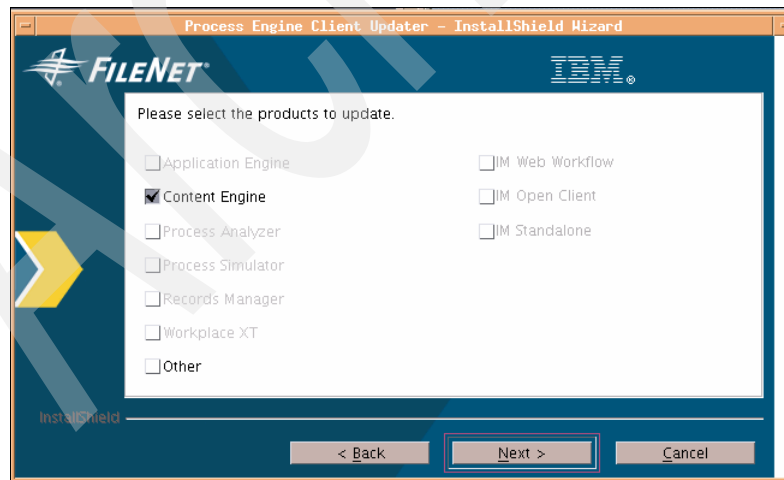 Process Engine Client Updater - InstallShield Wizard
FILENET
IBM
Please select the products to update.
Application Engine
IM Web Workflow
Content Engine
IM Open Client
Process Analyzer
IM Standalone
Process Simulator
Records Manager
Workplace XT
Other
InstallShield
< Back
Next >
Cancel